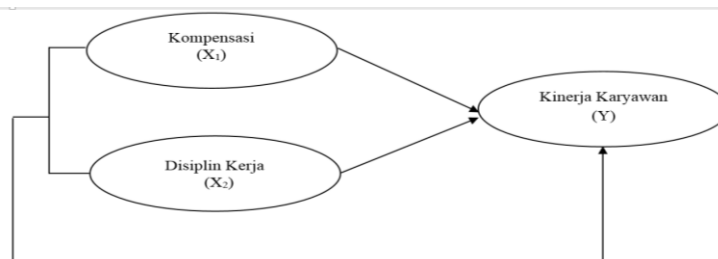 Kompensasi
(X₁)
Kinerja Karyawan
(Y)
Disiplin Kerja
(X₂)